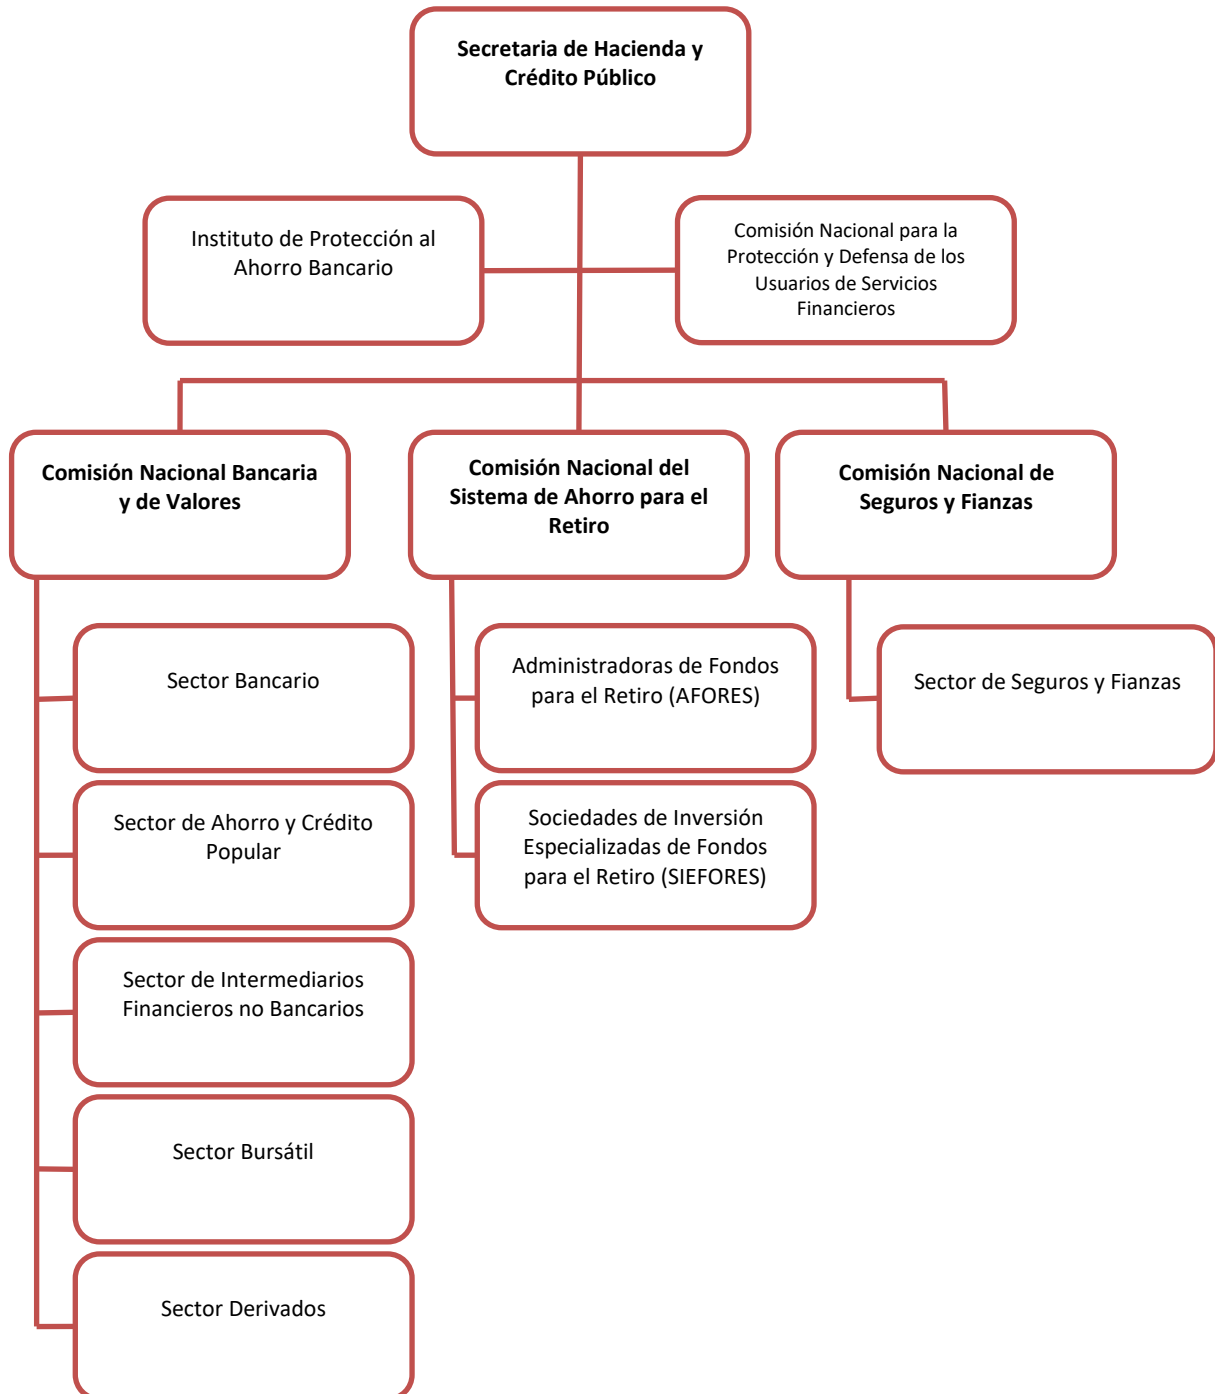 Secretaria de Hacienda y
Crédito Público
Instituto de Protección al
Ahorro Bancario
Comisión Nacional para la
Protección y Defensa de los
Usuarios de Servicios
Financieros
Comisión Nacional Bancaria
y de Valores
Comisión Nacional del
Sistema de Ahorro para el
Retiro
Comisión Nacional de
Seguros y Fianzas
Sector Bancario
Administradoras de Fondos
para el Retiro (AFORES)
Sector de Seguros y Fianzas
Sector de Ahorro y Crédito
Popular
Sociedades de Inversión
Especializadas de Fondos
para el Retiro (SIEFORES)
Sector de Intermediarios
Financieros no Bancarios
Sector Bursátil
Sector Derivados